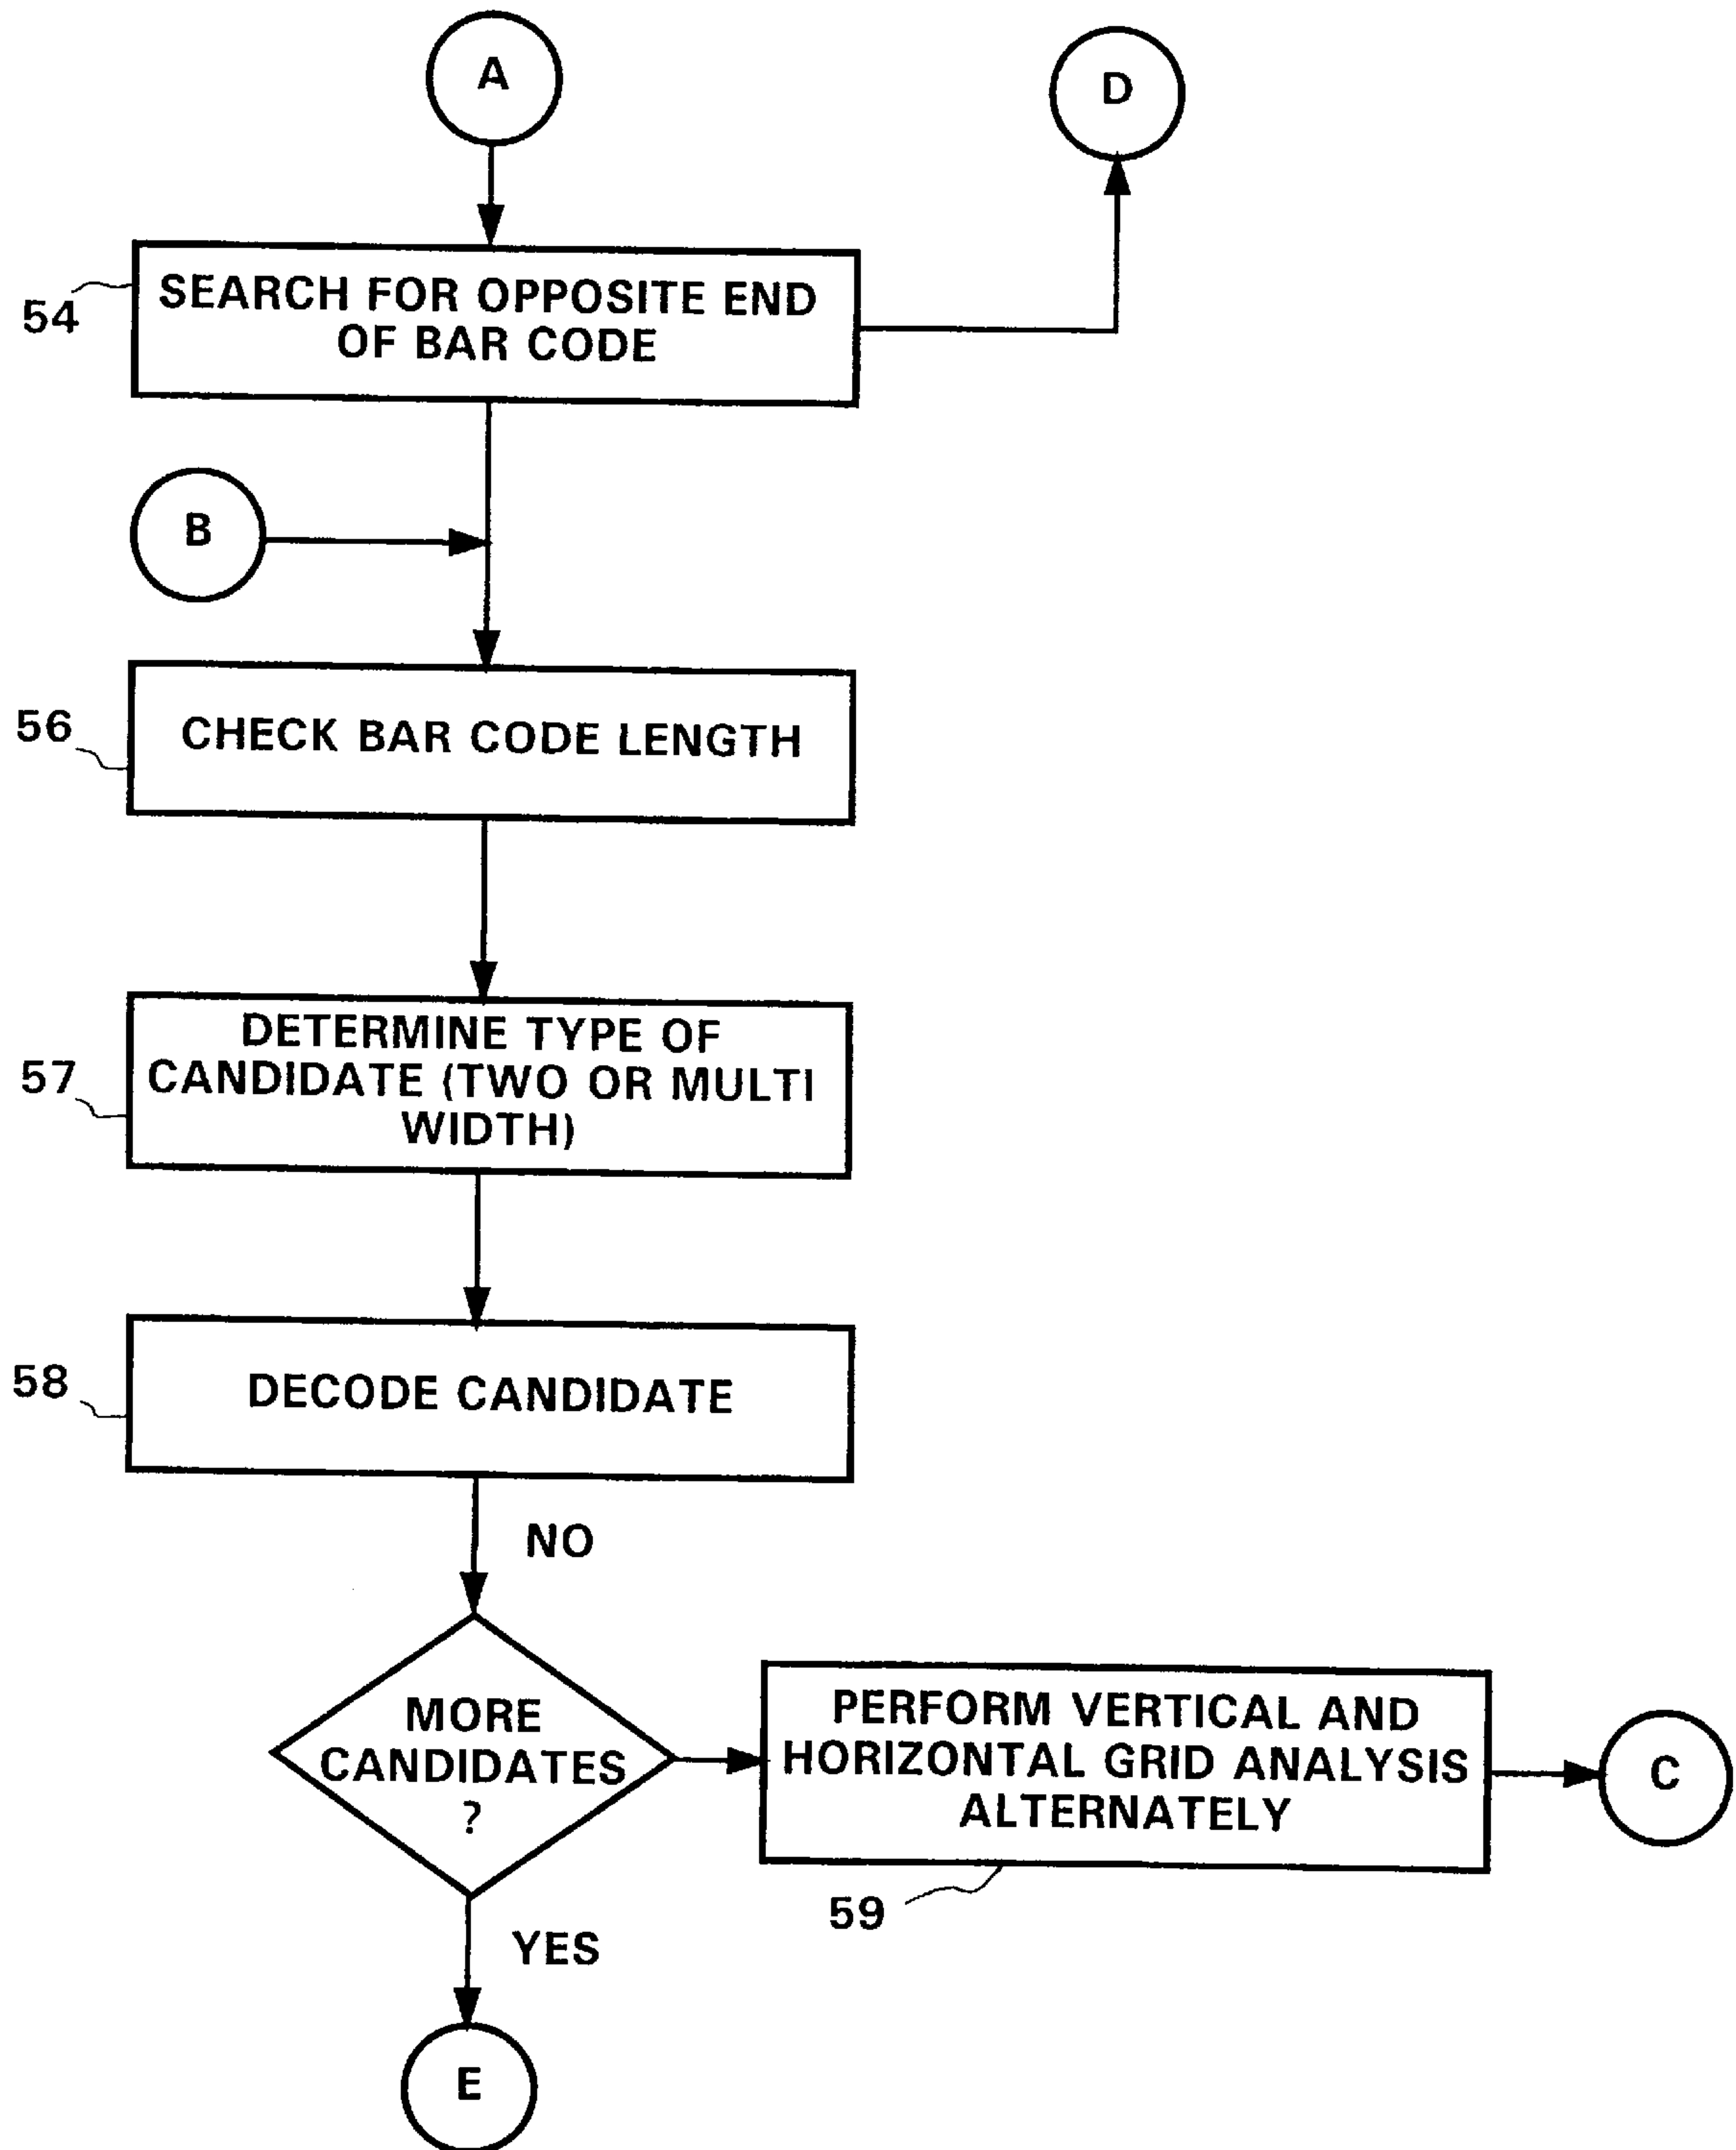 A
D
54
SEARCH FOR OPPOSITE END
OF BAR CODE
B
56
CHECK BAR CODE LENGTH
57
DETERMINE TYPE OF
CANDIDATE (TWO OR MULTI
WIDTH)
58
DECODE CANDIDATE
NO
MORE
CANDIDATES
?
PERFORM VERTICAL AND
HORIZONTAL GRID ANALYSIS
ALTERNATELY
C
59
YES
E